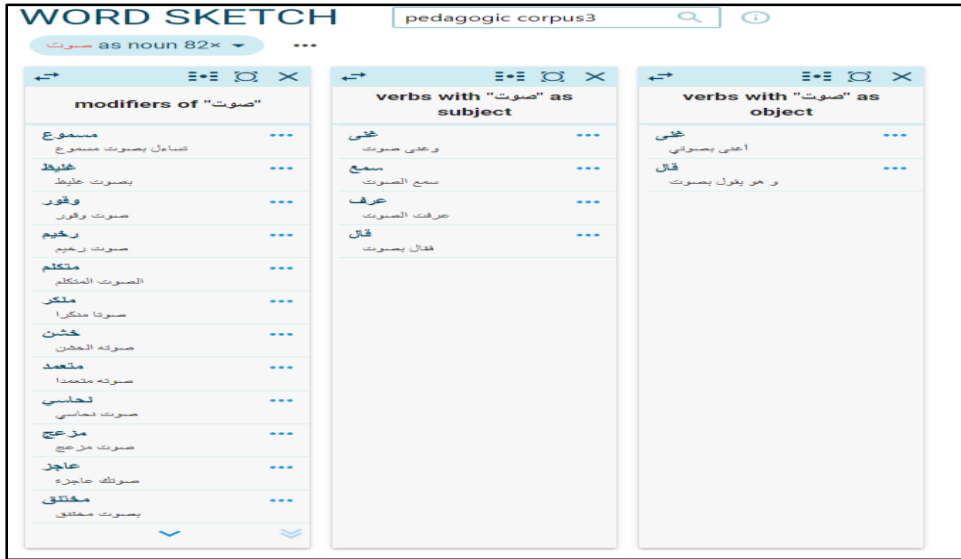 WORD SKETCH
pedagogic corpus3
صوت as noun 82×
modifiers of "صوت"
مسموع
تساءل بصوت مسموع
غليظ
بصوت غليظ
وقور
صوت وقور
رخيم
صوت رخيم
متكلم
الصوت المتكلم
منكر
صوتا منكرا
خشن
صوته الخشن
متعمد
صوته متعمدا
نحاسي
صوت نحاسي
مزعج
صوت مزعج
عاجز
صوتك عاجزه
مختنق
بصوت مختنق
verbs with "صوت" as
subject
غنى
وغنى صوت
سمع
سمع الصوت
عرف
عرفت الصوت
قال
فقال بصوت
verbs with "صوت" as
object
غنى
أغنى بصوتي
قال
و هو يقول بصوت